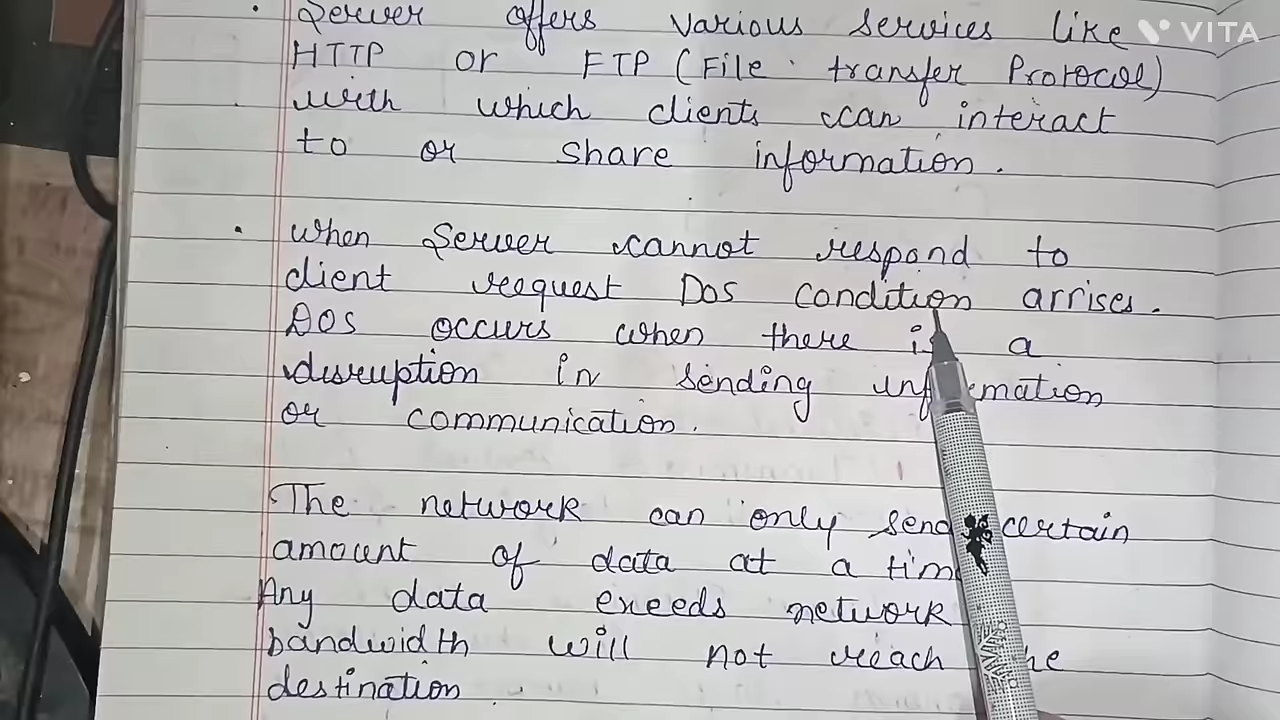 Server offers various services like
VITA
HTTP or FTP (File transfer Protocol)
with which clients can interact
to or share information.
When Server cannot respond to
client request DOS condition arrises.
DOS occurs when there is a
disruption in sending information
or communication.
The network can only send certain
amount of data at a time
Any data exeeds network
bandwidth will not reach the
destination